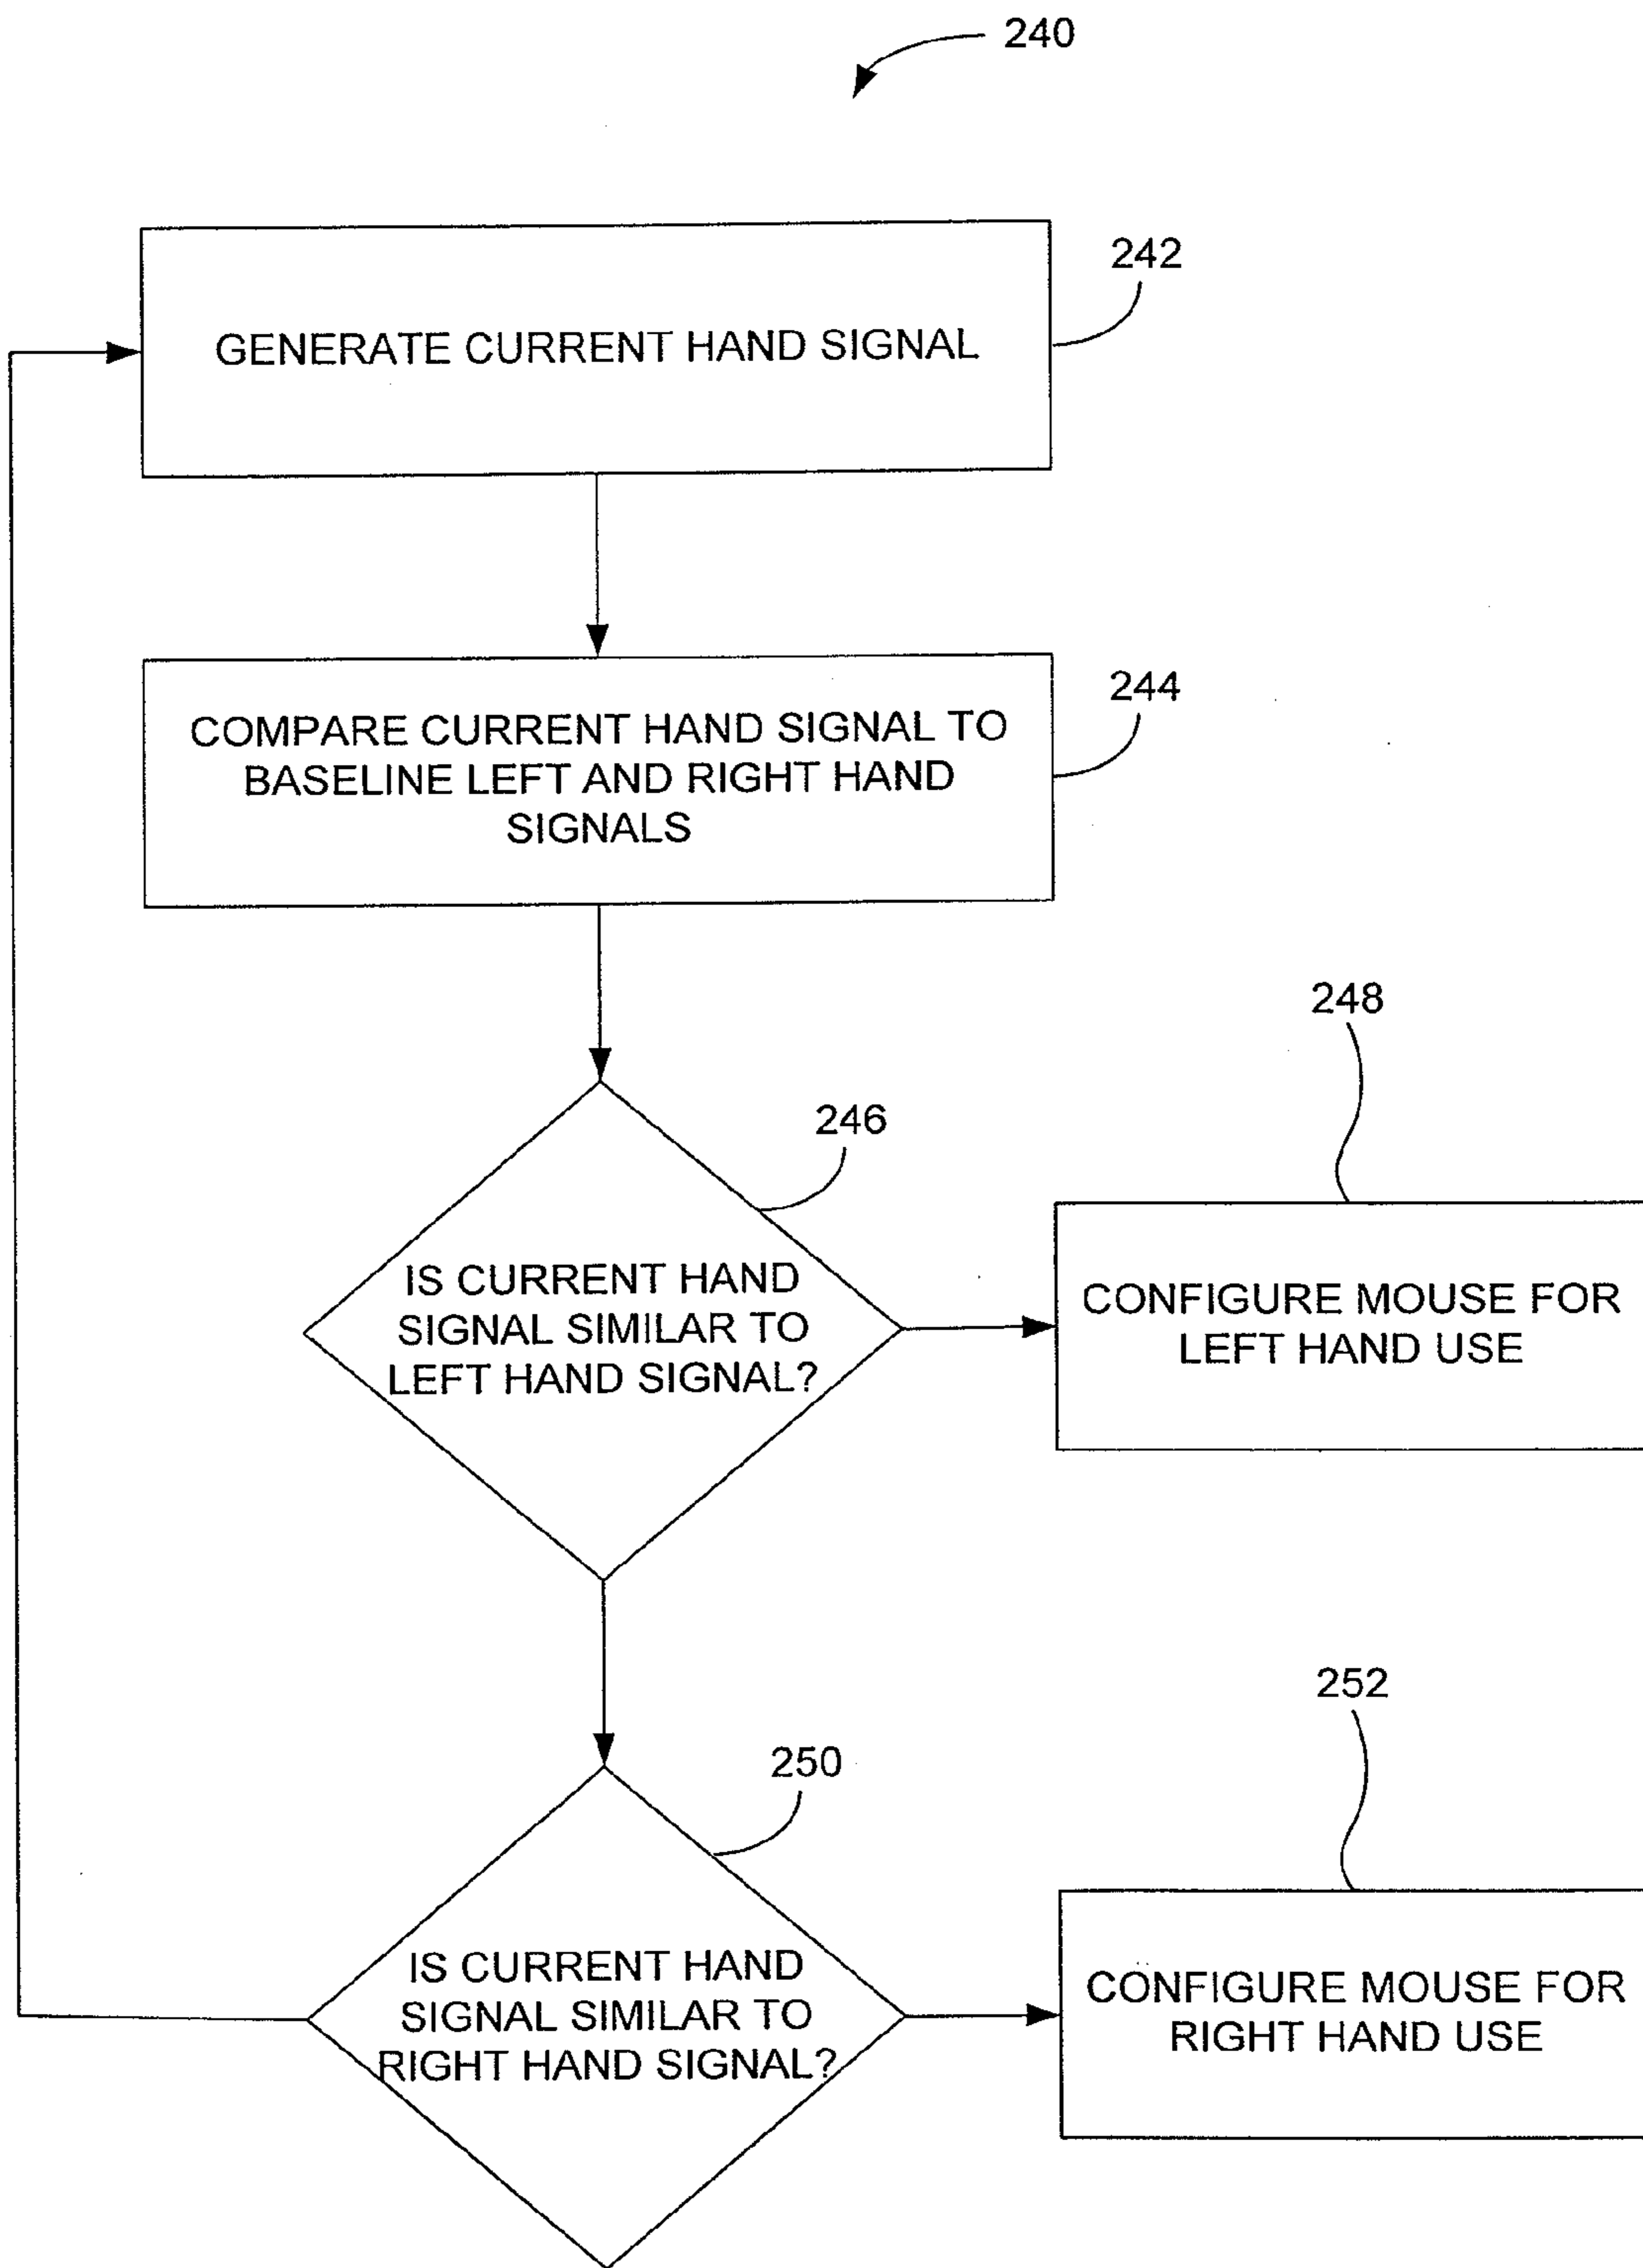 240
242
GENERATE CURRENT HAND SIGNAL
244
COMPARE CURRENT HAND SIGNAL TO
BASELINE LEFT AND RIGHT HAND
SIGNALS
248
246
IS CURRENT HAND
SIGNAL SIMILAR TO
LEFT HAND SIGNAL?
CONFIGURE MOUSE FOR
LEFT HAND USE
252
250
IS CURRENT HAND
SIGNAL SIMILAR TO
RIGHT HAND SIGNAL?
CONFIGURE MOUSE FOR
RIGHT HAND USE